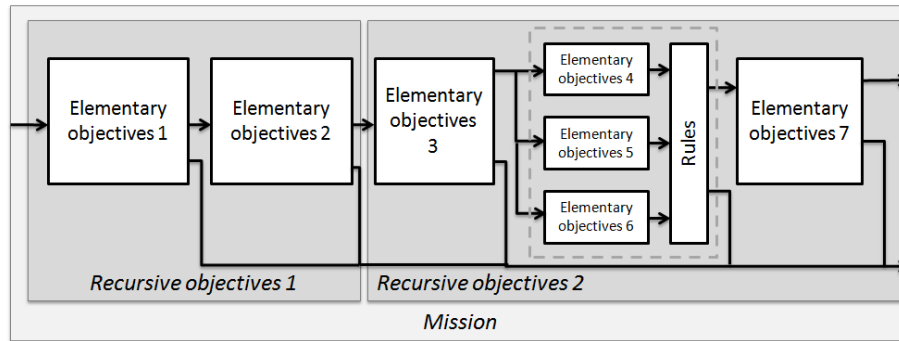 Elementary
objectives 1
Elementary
objectives 2
Elementary
objectives
3
Elementary
objectives 4
Elementary
objectives 5
Elementary
objectives 6
Rules
Elementary
objectives 7
Recursive objectives 1
Recursive objectives 2
Mission